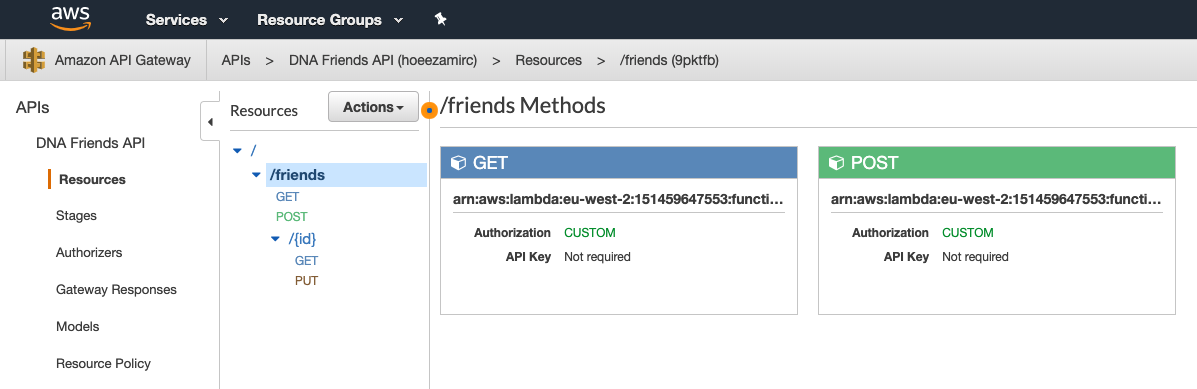 aws Services Resource Groups
Amazon API Gateway APIs > DNA Friends API (hoeezamirc) > Resources > /friends (9pktfb)
APIs
DNA Friends API
Resources
Stages
Authorizers
Gateway Responses
Models
Resource Policy
Resources Actions
/
/friends
GET
POST
/{id}
GET
PUT
/friends Methods
GET
arn:aws:lambda:eu-west-2:151459647553:functi...
Authorization CUSTOM
API Key Not required
POST
arn:aws:lambda:eu-west-2:151459647553:functi...
Authorization CUSTOM
API Key Not required